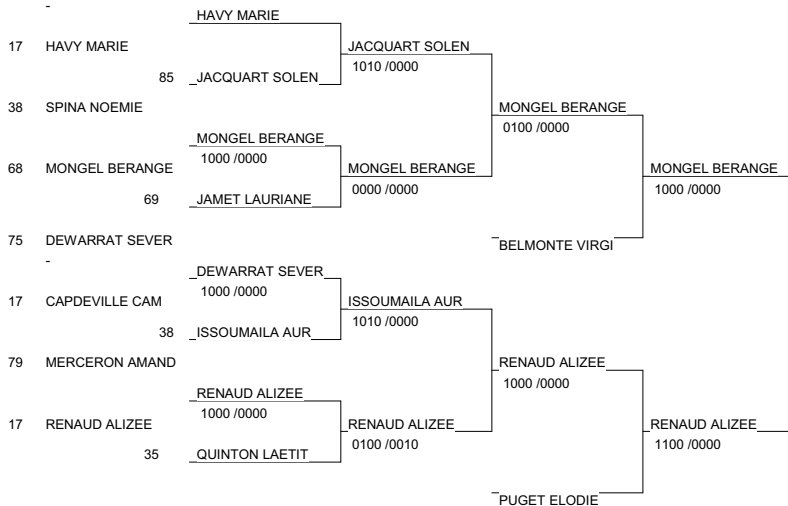 -
HAVY MARIE
17 HAVY MARIE
JACQUART SOLEN
1010 /0000
85 JACQUART SOLEN
38 SPINA NOEMIE
MONGEL BERANGE
0100 /0000
MONGEL BERANGE
1000 /0000
68 MONGEL BERANGE
MONGEL BERANGE
0000 /0000
MONGEL BERANGE
1000 /0000
69 JAMET LAURIANE
75 DEWARRAT SEVER
BELMONTE VIRGI
-
DEWARRAT SEVER
1000 /0000
17 CAPDEVILLE CAM
ISSOUMAILA AUR
1010 /0000
38 ISSOUMAILA AUR
79 MERCERON AMAND
RENAUD ALIZEE
1000 /0000
RENAUD ALIZEE
1000 /0000
17 RENAUD ALIZEE
RENAUD ALIZEE
0100 /0010
RENAUD ALIZEE
1100 /0000
35 QUINTON LAETIT
PUGET ELODIE